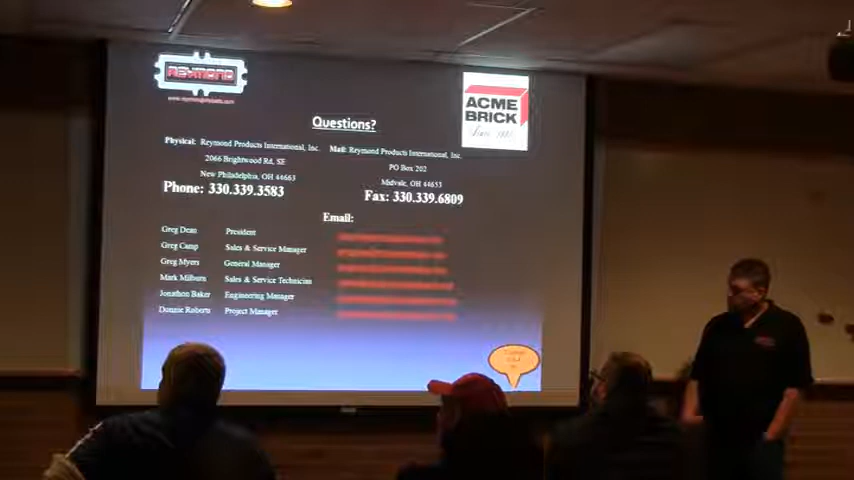 REYMOND
ACME
BRICK
Questions?
Physical: Reymond Products International, Inc.
2066 Brightwood Rd, SE
New Philadelphia, OH 44663
Phone: 330.339.3583
Mail: Reymond Products International, Inc.
PO Box 202
Midvale, OH 44653
Fax: 330.339.6809
Email:
Greg Dean President
Greg Camp Sales & Service Manager
Greg Myers General Manager
Mark Milburn Sales & Service Technician
Jonathon Baker Engineering Manager
Donnie Roberts Project Manager